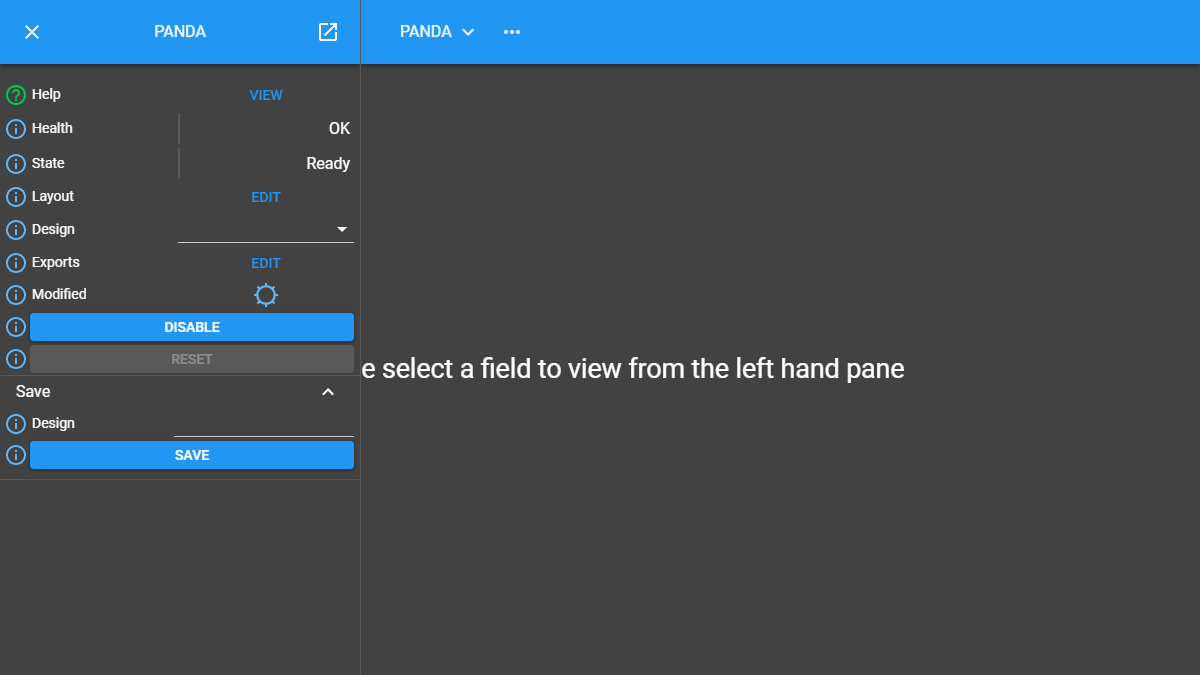 PANDA
PANDA
Help VIEW
Health OK
State Ready
Layout EDIT
Design
Exports EDIT
Modified
DISABLE
RESET
e select a field to view from the left hand pane
Save
Design
SAVE